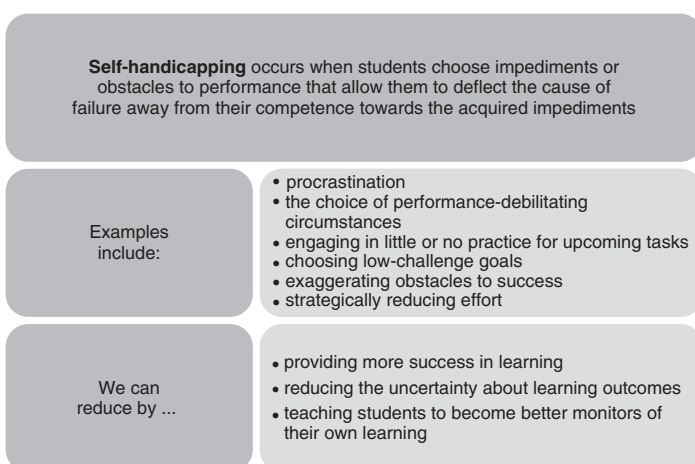 Self-handicapping occurs when students choose impediments or
obstacles to performance that allow them to deflect the cause of
failure away from their competence towards the acquired impediments
Examples
include:
• procrastination
• the choice of performance-debilitating
circumstances
• engaging in little or no practice for upcoming tasks
• choosing low-challenge goals
• exaggerating obstacles to success
• strategically reducing effort
We can
reduce by ...
• providing more success in learning
• reducing the uncertainty about learning outcomes
• teaching students to become better monitors of
their own learning